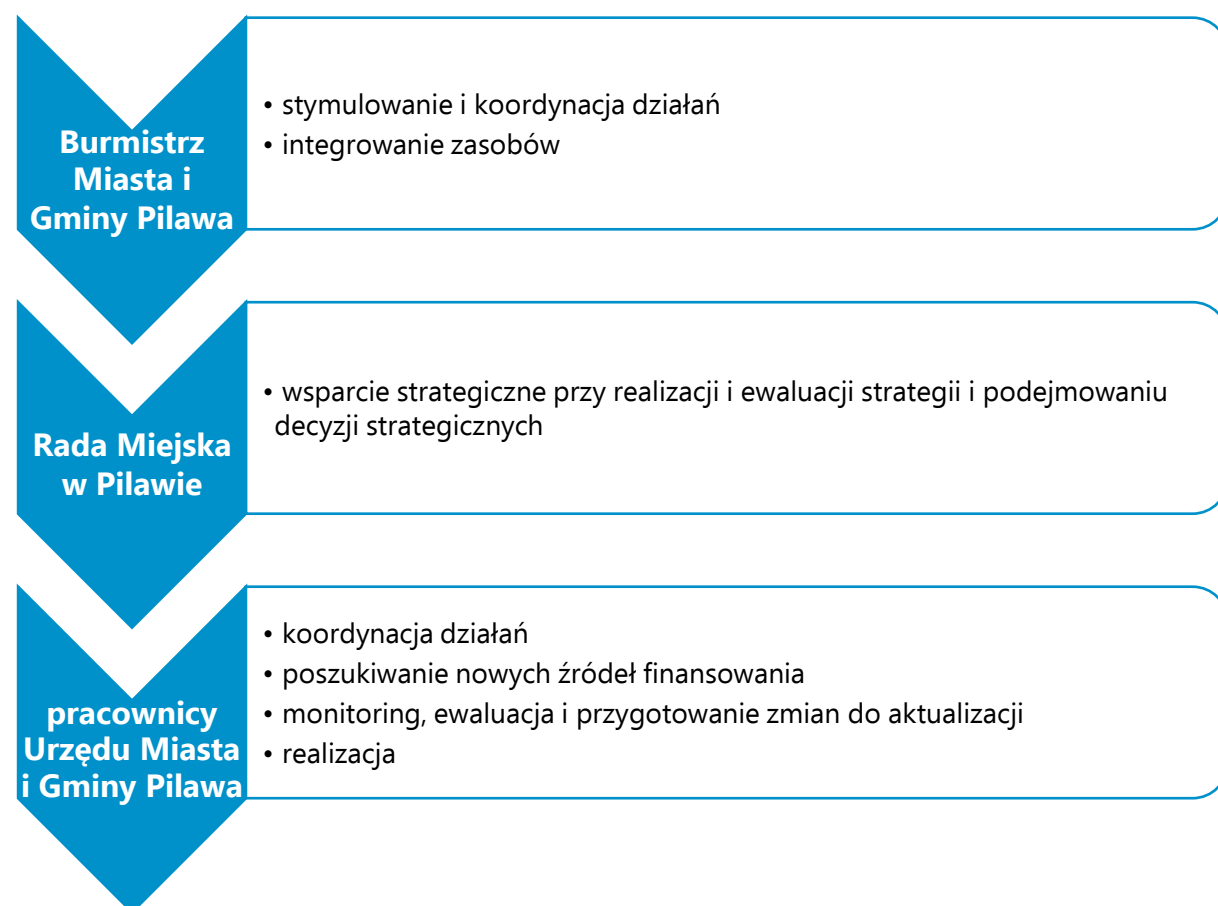 Burmistrz
Miasta i
Gminy Pilawa
• stymulowanie i koordynacja działań
• integrowanie zasobów
Rada Miejska
w Pilawie
• wsparcie strategiczne przy realizacji i ewaluacji strategii i podejmowaniu
decyzji strategicznych
pracownicy
Urzędu Miasta
i Gminy Pilawa
• koordynacja działań
• poszukiwanie nowych źródeł finansowania
• monitoring, ewaluacja i przygotowanie zmian do aktualizacji
• realizacja